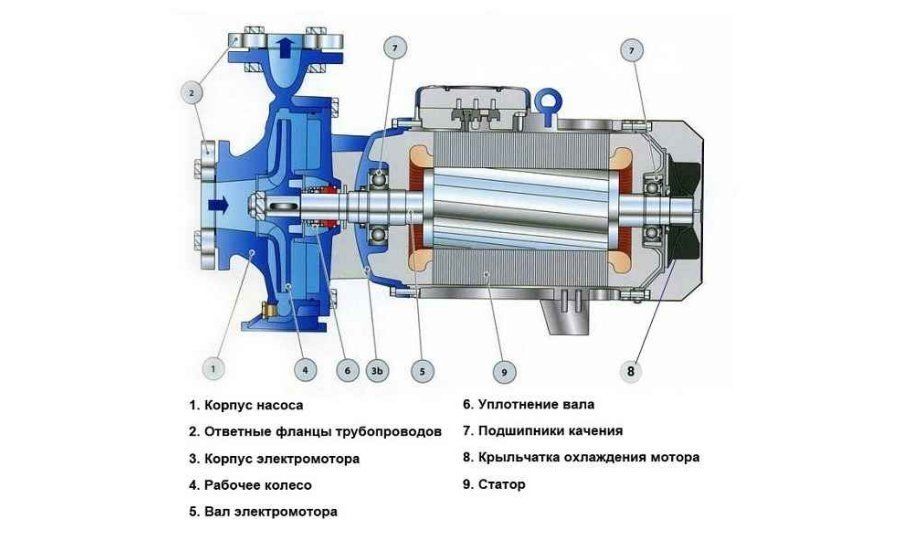 7
7
2
1
4
6
3b
5
9
8
1. Корпус насоса
2. Ответные фланцы трубопроводов
3. Корпус электромотора
4. Рабочее колесо
5. Вал электромотора
6. Уплотнение вала
7. Подшипники качения
8. Крыльчатка охлаждения мотора
9. Статор